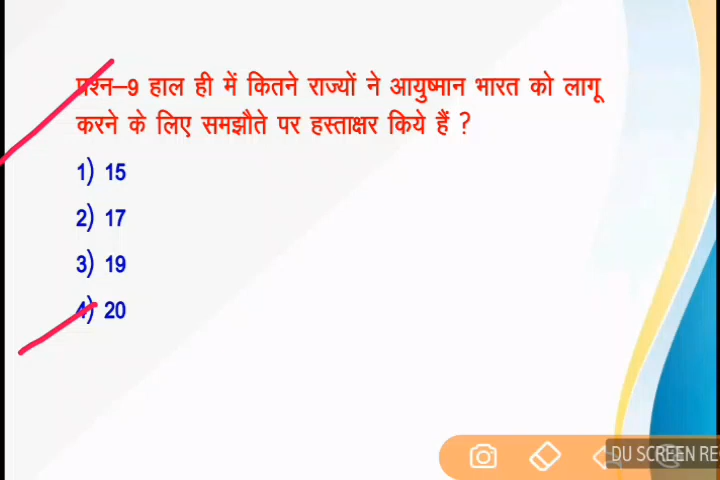 प्रश्न–9 हाल ही में कितने राज्यों ने आयुष्मान भारत को लागू
करने के लिए समझौते पर हस्ताक्षर किये हैं ?
1) 15
2) 17
3) 19
4) 20
DU SCREEN RE